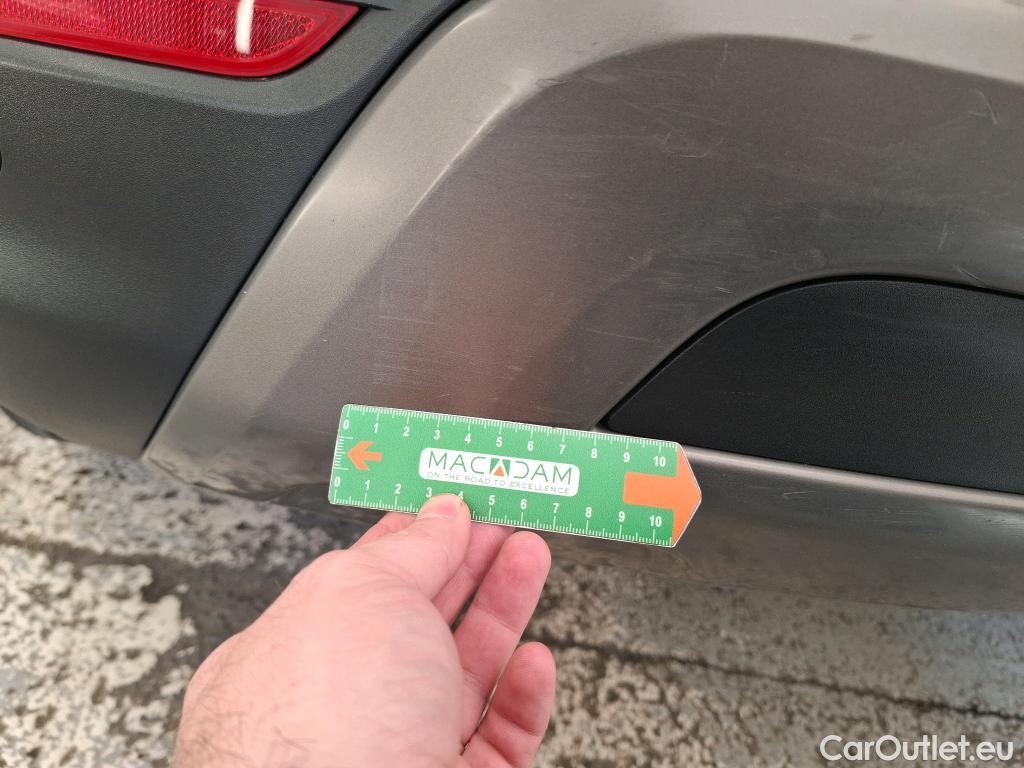 0 1 2 3 4 5 6 7 8 9 10
MACADAM
ON THE ROAD TO EXCELLENCE
0 1 2 3 4 5 6 7 8 9 10
CarOutlet.eu